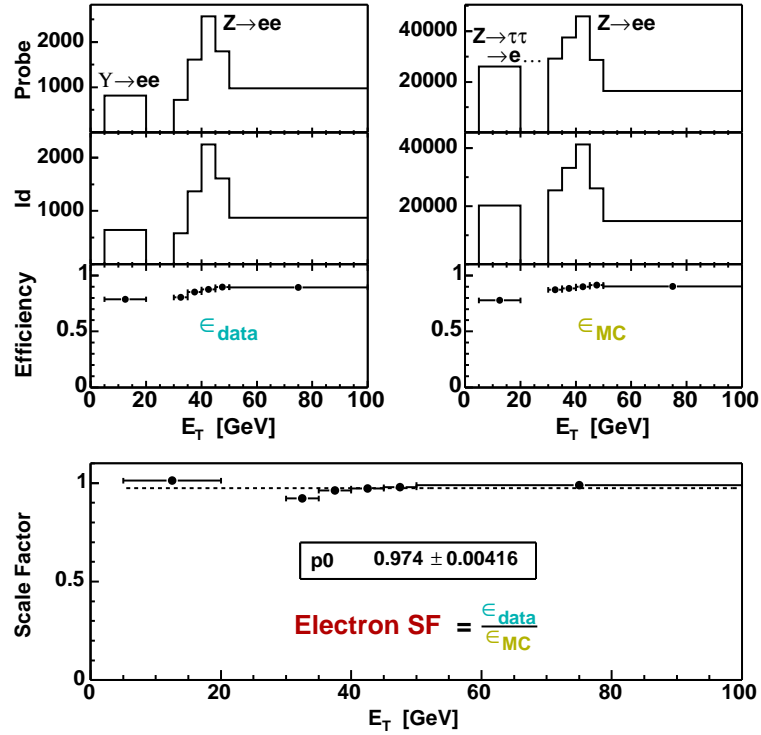 Probe
2000
1000
Υ→ee
Z→ee
40000
20000
Z→ττ
→e...
Z→ee
Id
2000
1000
40000
20000
Efficiency
1
0.5
0
∈data
1
0.5
0
∈MC
0 20 40 60 80 100
E_T [GeV]
0 20 40 60 80 100
E_T [GeV]
Scale Factor
1
0.5
0
p0 0.974 ± 0.00416
Electron SF = ∈data / ∈MC
0 20 40 60 80 100
E_T [GeV]